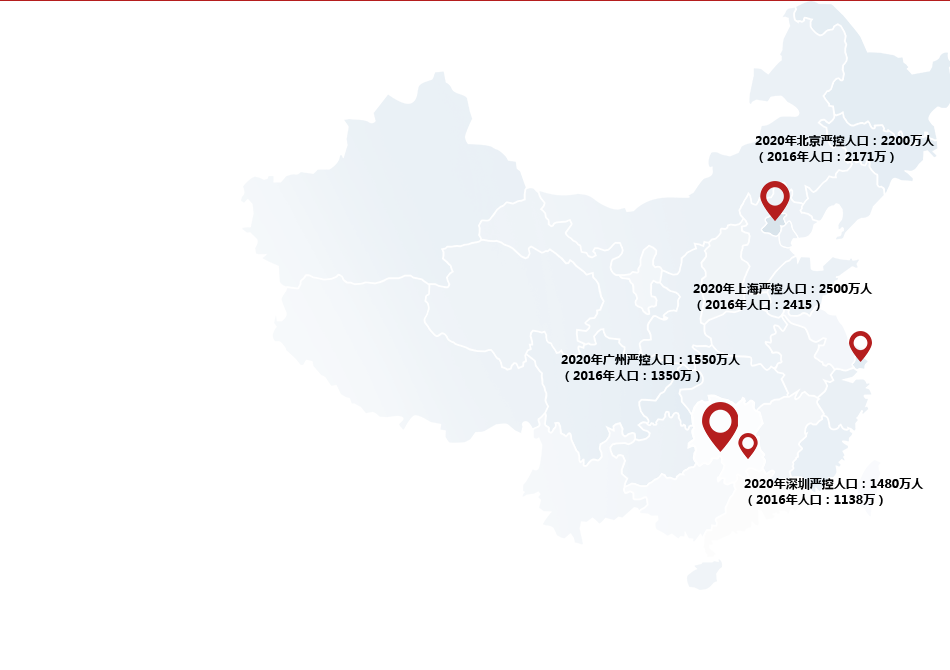 2020年北京严控人口：2200万人
（2016年人口：2171万）
2020年上海严控人口：2500万人
（2016年人口：2415）
2020年广州严控人口：1550万人
（2016年人口：1350万）
2020年深圳严控人口：1480万人
（2016年人口：1138万）